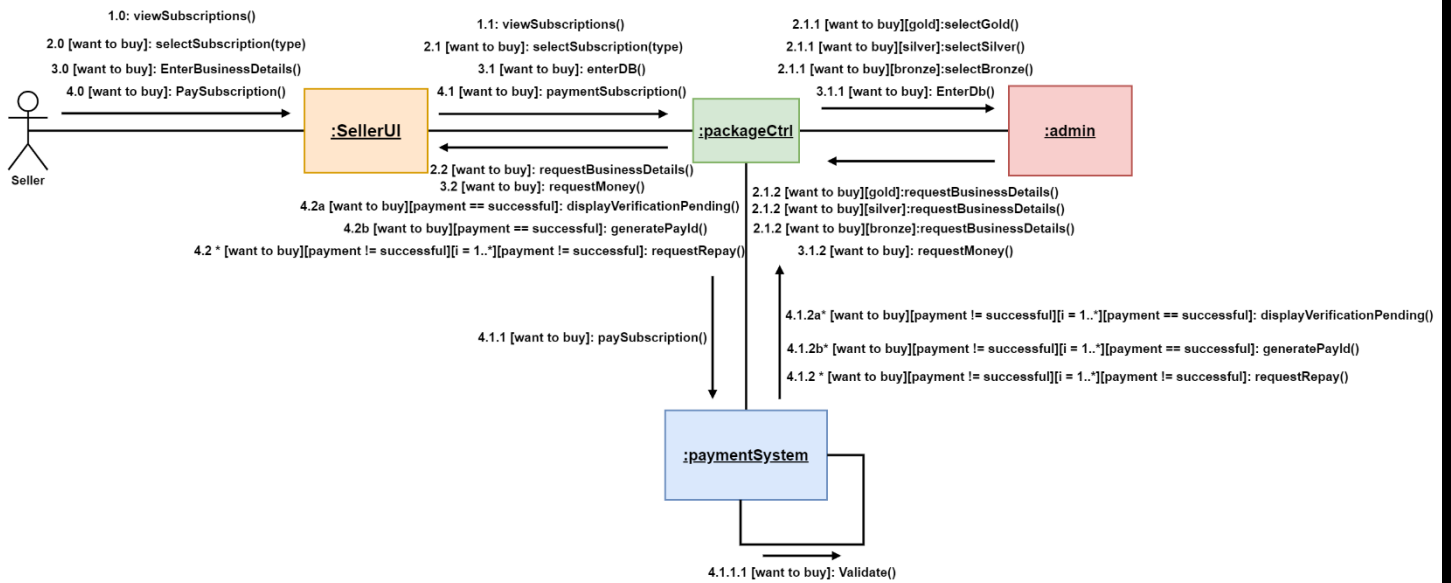 1.0: viewSubscriptions()
2.0 [want to buy]: selectSubscription(type)
3.0 [want to buy]: EnterBusinessDetails()
4.0 [want to buy]: PaySubscription()
Seller
:SellerUI
1.1: viewSubscriptions()
2.1 [want to buy]: selectSubscription(type)
3.1 [want to buy]: enterDB()
4.1 [want to buy]: paymentSubscription()
:packageCtrl
2.1.1 [want to buy][gold]:selectGold()
2.1.1 [want to buy][silver]:selectSilver()
2.1.1 [want to buy][bronze]:selectBronze()
3.1.1 [want to buy]: EnterDb()
:admin
2.2 [want to buy]: requestBusinessDetails()
3.2 [want to buy]: requestMoney()
4.2a [want to buy][payment == successful]: displayVerificationPending()
4.2b [want to buy][payment == successful]: generatePayId()
4.2 * [want to buy][payment != successful][i = 1..*][payment != successful]: requestRepay()
2.1.2 [want to buy][gold]:requestBusinessDetails()
2.1.2 [want to buy][silver]:requestBusinessDetails()
2.1.2 [want to buy][bronze]:requestBusinessDetails()
3.1.2 [want to buy]: requestMoney()
4.1.1 [want to buy]: paySubscription()
4.1.2a* [want to buy][payment != successful][i = 1..*][payment == successful]: displayVerificationPending()
4.1.2b* [want to buy][payment != successful][i = 1..*][payment == successful]: generatePayId()
4.1.2 * [want to buy][payment != successful][i = 1..*][payment != successful]: requestRepay()
:paymentSystem
4.1.1.1 [want to buy]: Validate()